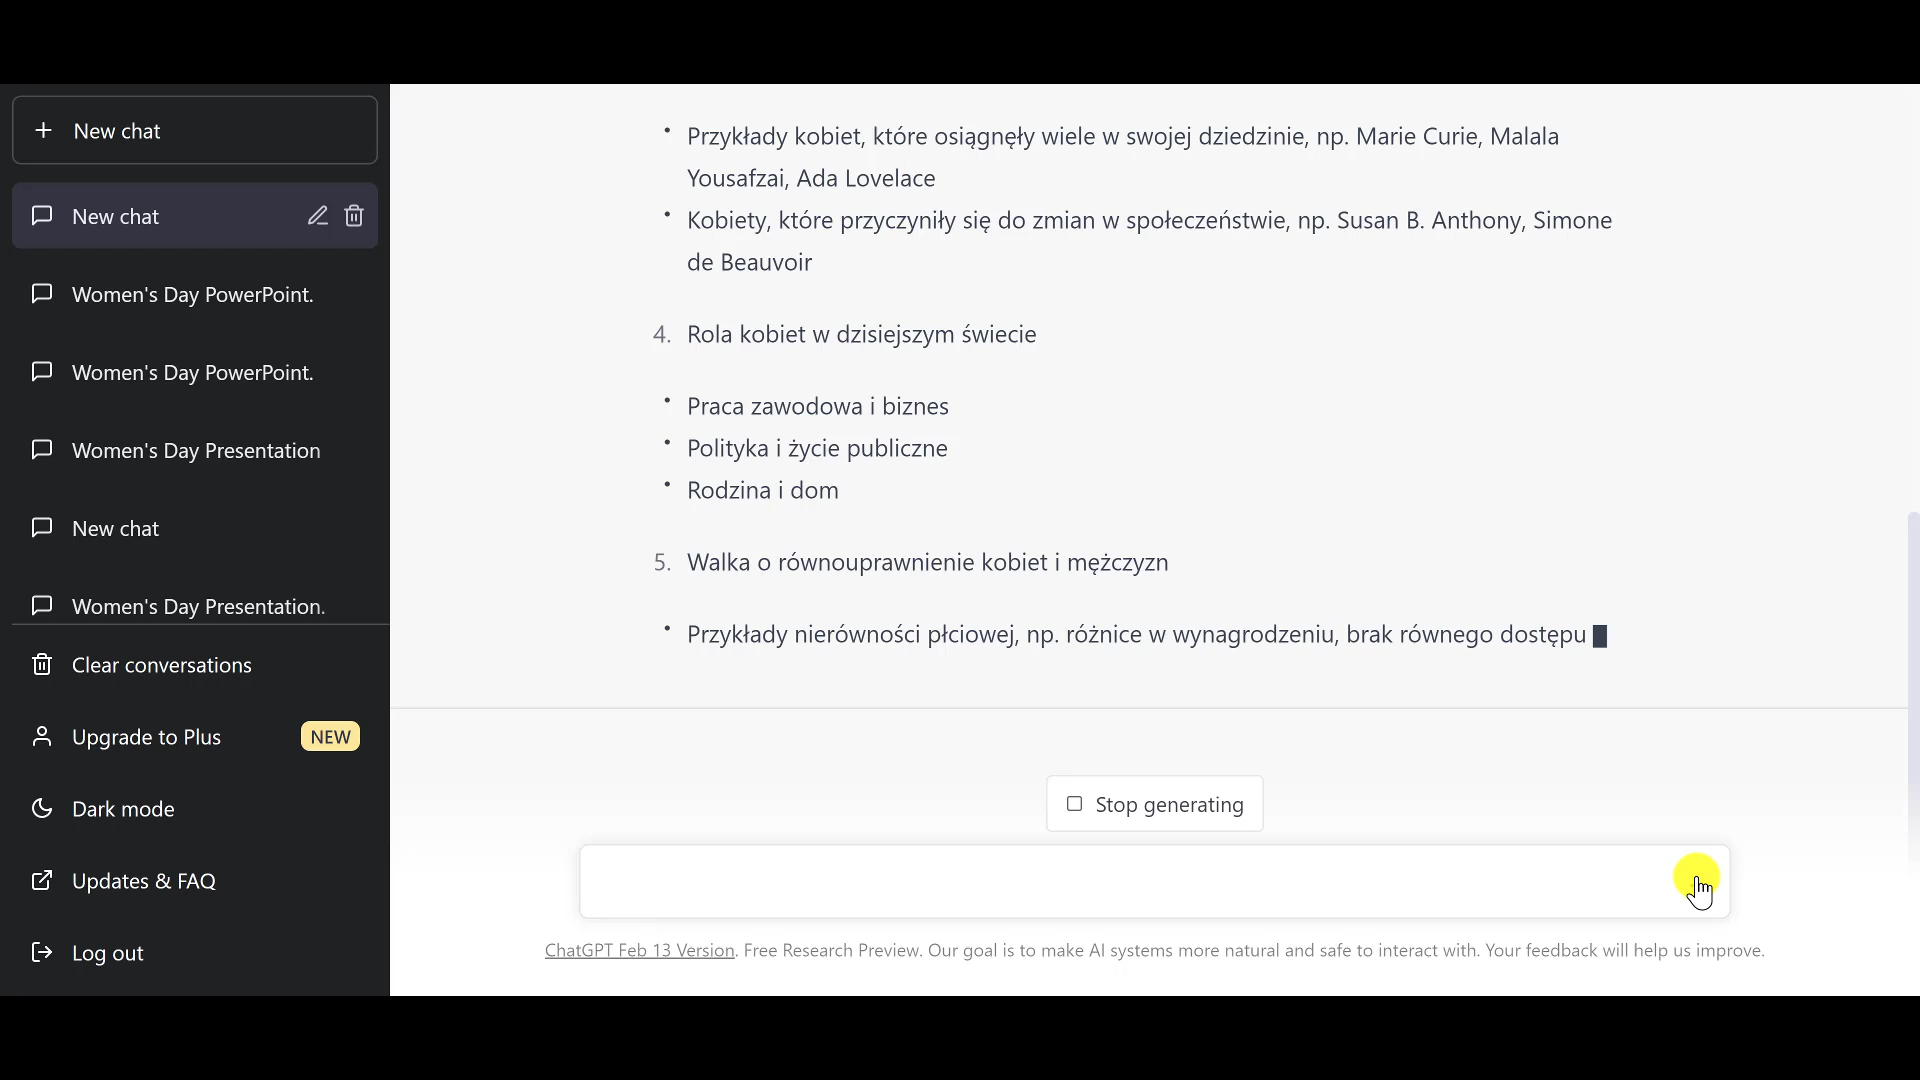 New chat
New chat
Women's Day PowerPoint.
Women's Day PowerPoint.
Women's Day Presentation
New chat
Women's Day Presentation.
Clear conversations
Upgrade to Plus NEW
Dark mode
Updates & FAQ
Log out
• Przykłady kobiet, które osiągnęły wiele w swojej dziedzinie, np. Marie Curie, Malala
Yousafzai, Ada Lovelace
• Kobiety, które przyczyniły się do zmian w społeczeństwie, np. Susan B. Anthony, Simone
de Beauvoir
4. Rola kobiet w dzisiejszym świecie
• Praca zawodowa i biznes
• Polityka i życie publiczne
• Rodzina i dom
5. Walka o równouprawnienie kobiet i mężczyzn
• Przykłady nierówności płciowej, np. różnice w wynagrodzeniu, brak równego dostępu
Stop generating
ChatGPT Feb 13 Version. Free Research Preview. Our goal is to make AI systems more natural and safe to interact with. Your feedback will help us improve.